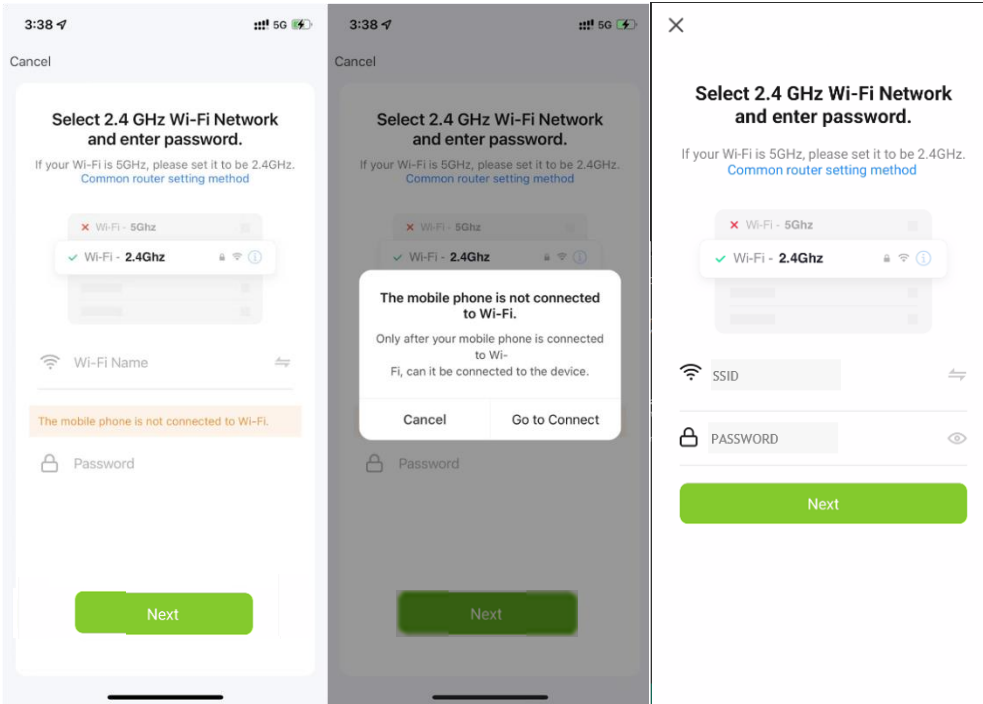 3:38
5G
Cancel
Select 2.4 GHz Wi-Fi Network
and enter password.
If your Wi-Fi is 5GHz, please set it to be 2.4GHz.
Common router setting method
Wi-Fi - 5Ghz
Wi-Fi - 2.4Ghz
Wi-Fi Name
The mobile phone is not connected to Wi-Fi.
Password
Next
3:38
5G
Cancel
Select 2.4 GHz Wi-Fi Network
and enter password.
If your Wi-Fi is 5GHz, please set it to be 2.4GHz.
Common router setting method
Wi-Fi - 5Ghz
Wi-Fi - 2.4Ghz
The mobile phone is not connected
to Wi-Fi.
Only after your mobile phone is connected
to Wi-
Fi, can it be connected to the device.
Cancel
Go to Connect
Password
Next
Select 2.4 GHz Wi-Fi Network
and enter password.
If your Wi-Fi is 5GHz, please set it to be 2.4GHz.
Common router setting method
Wi-Fi - 5Ghz
Wi-Fi - 2.4Ghz
SSID
PASSWORD
Next